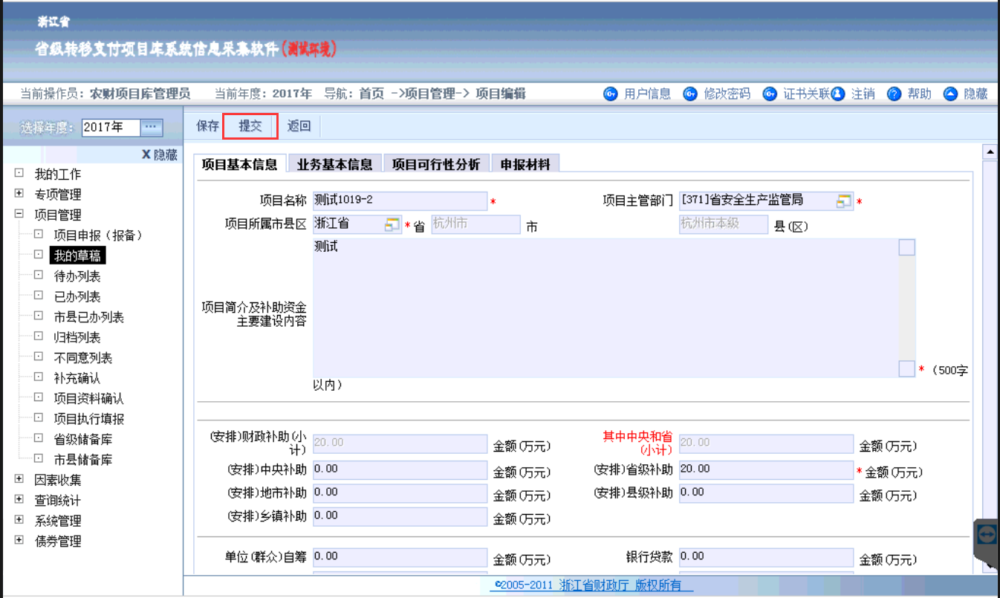 浙江省
省级转移支付项目库系统信息采集软件(测试环境)
当前操作员：农财项目库管理员 当前年度：2017年 导航：首页 ->项目管理-> 项目编辑 用户信息 修改密码 证书关联 注销 帮助 隐藏
选择年度： 2017年 ...
保存 提交 返回
X 隐藏
项目基本信息 业务基本信息 项目可行性分析 申报材料
我的工作
专项管理
项目管理
项目申报（报备）
我的草稿
待办列表
已办列表
市县已办列表
归档列表
不同意列表
补充确认
项目资料确认
项目执行填报
省级储备库
市县储备库
因素收集
查询统计
系统管理
债券管理
项目名称 测试1019-2 * 项目主管部门 [371]省安全生产监管局 *
项目所属市县区 浙江省 * 省 杭州市 市 杭州市本级 县(区)
测试
项目简介及补助资金
主要建设内容
* （500字
以内）
(安排)财政补助(小
计) 20.00 金额(万元) 其中中央和省
(小计) 20.00 金额(万元)
(安排)中央补助 0.00 金额(万元) (安排)省级补助 20.00 * 金额(万元)
(安排)地市补助 0.00 金额(万元) (安排)县级补助 0.00 金额(万元)
(安排)乡镇补助 0.00 金额(万元)
单位(群众)自筹 0.00 金额(万元) 银行贷款 0.00 金额(万元)
©2005-2011 浙江省财政厅 版权所有